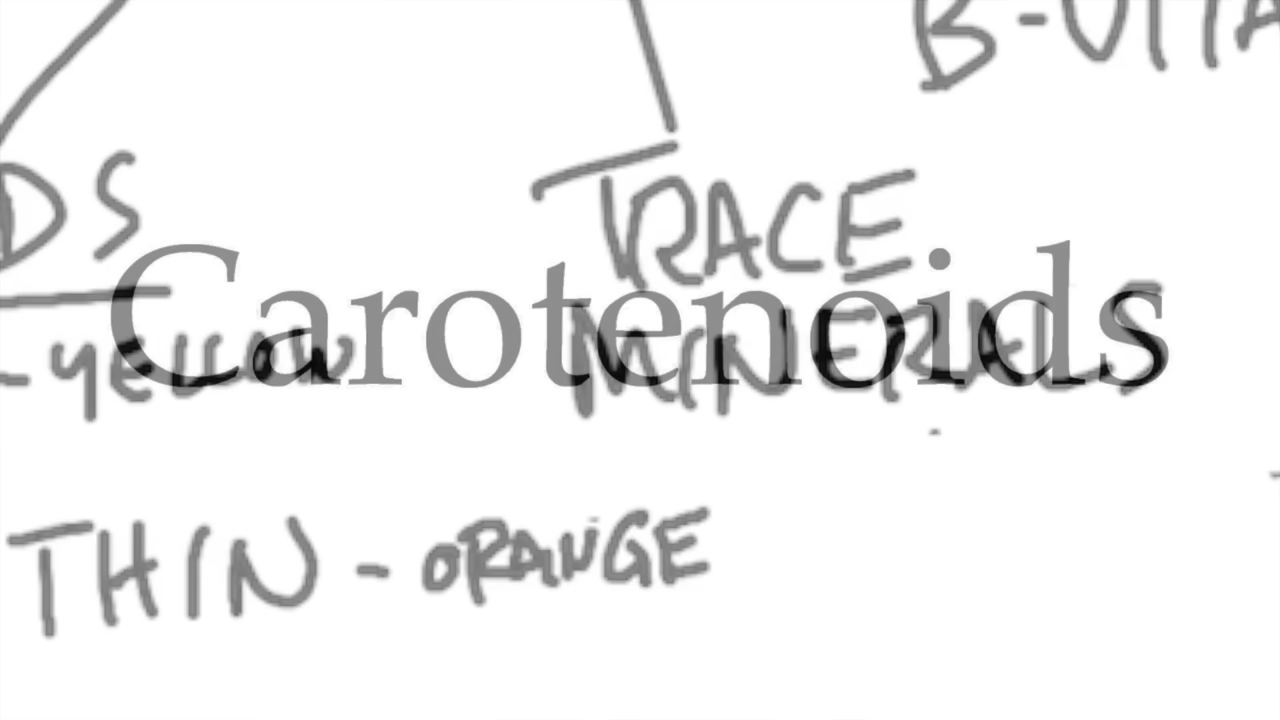 B-VITA
DS
TRACE
Carotenoids
-YELLOW
MINERALS
THIN - ORANGE